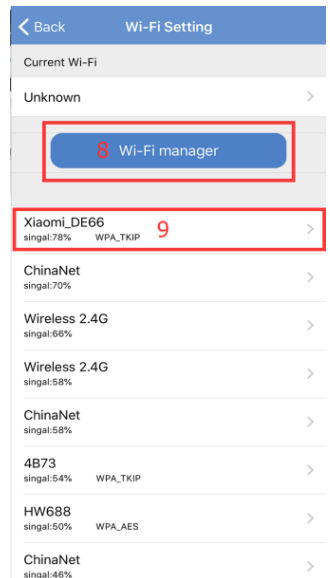 Back Wi-Fi Setting
Current Wi-Fi
Unknown
8 Wi-Fi manager
Xiaomi_DE66 9
singal:78% WPA_TKIP
ChinaNet
singal:70%
Wireless 2.4G
singal:66%
Wireless 2.4G
singal:58%
ChinaNet
singal:58%
4B73
singal:54% WPA_TKIP
HW688
singal:50% WPA_AES
ChinaNet
singal:46%